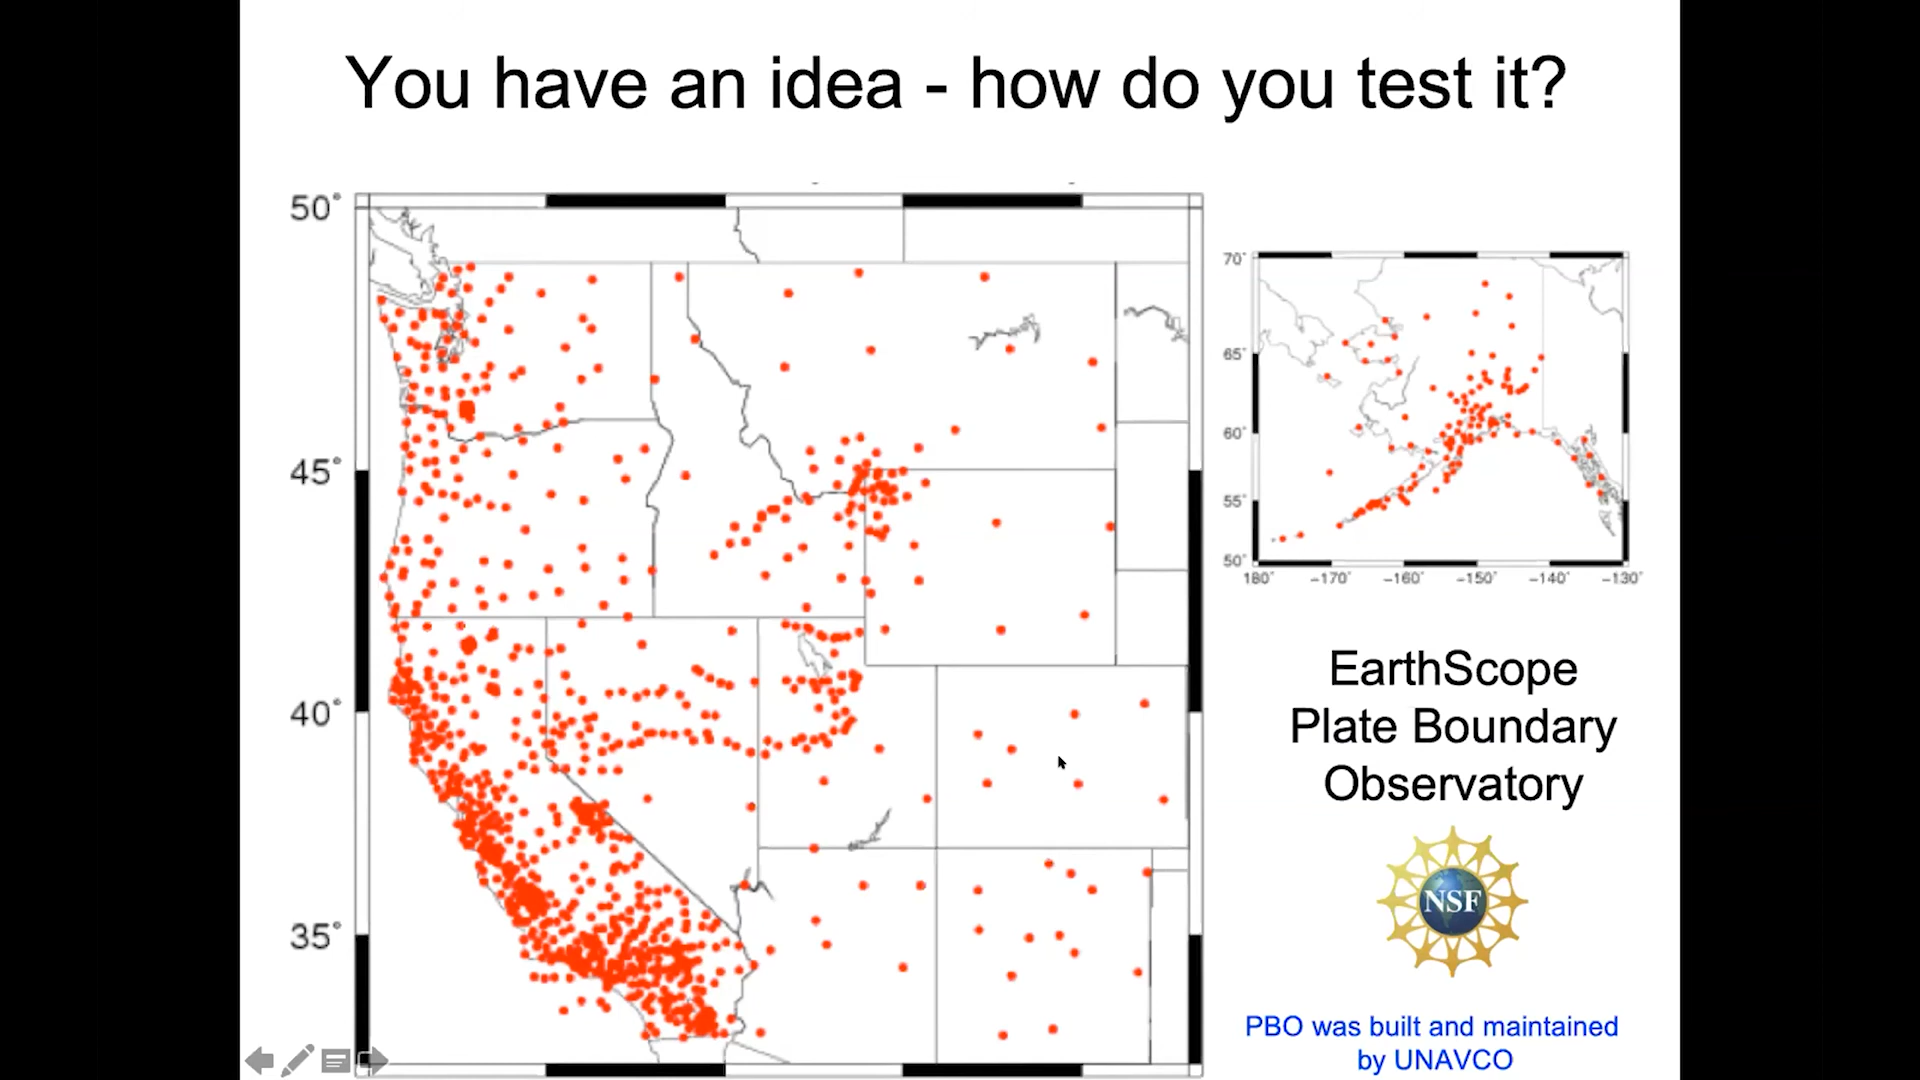 You have an idea - how do you test it?
50°
45°
40°
35°
70°
65°
60°
55°
50°
180° -170° -160° -150° -140° -130°
EarthScope
Plate Boundary
Observatory
NSF
PBO was built and maintained
by UNAVCO